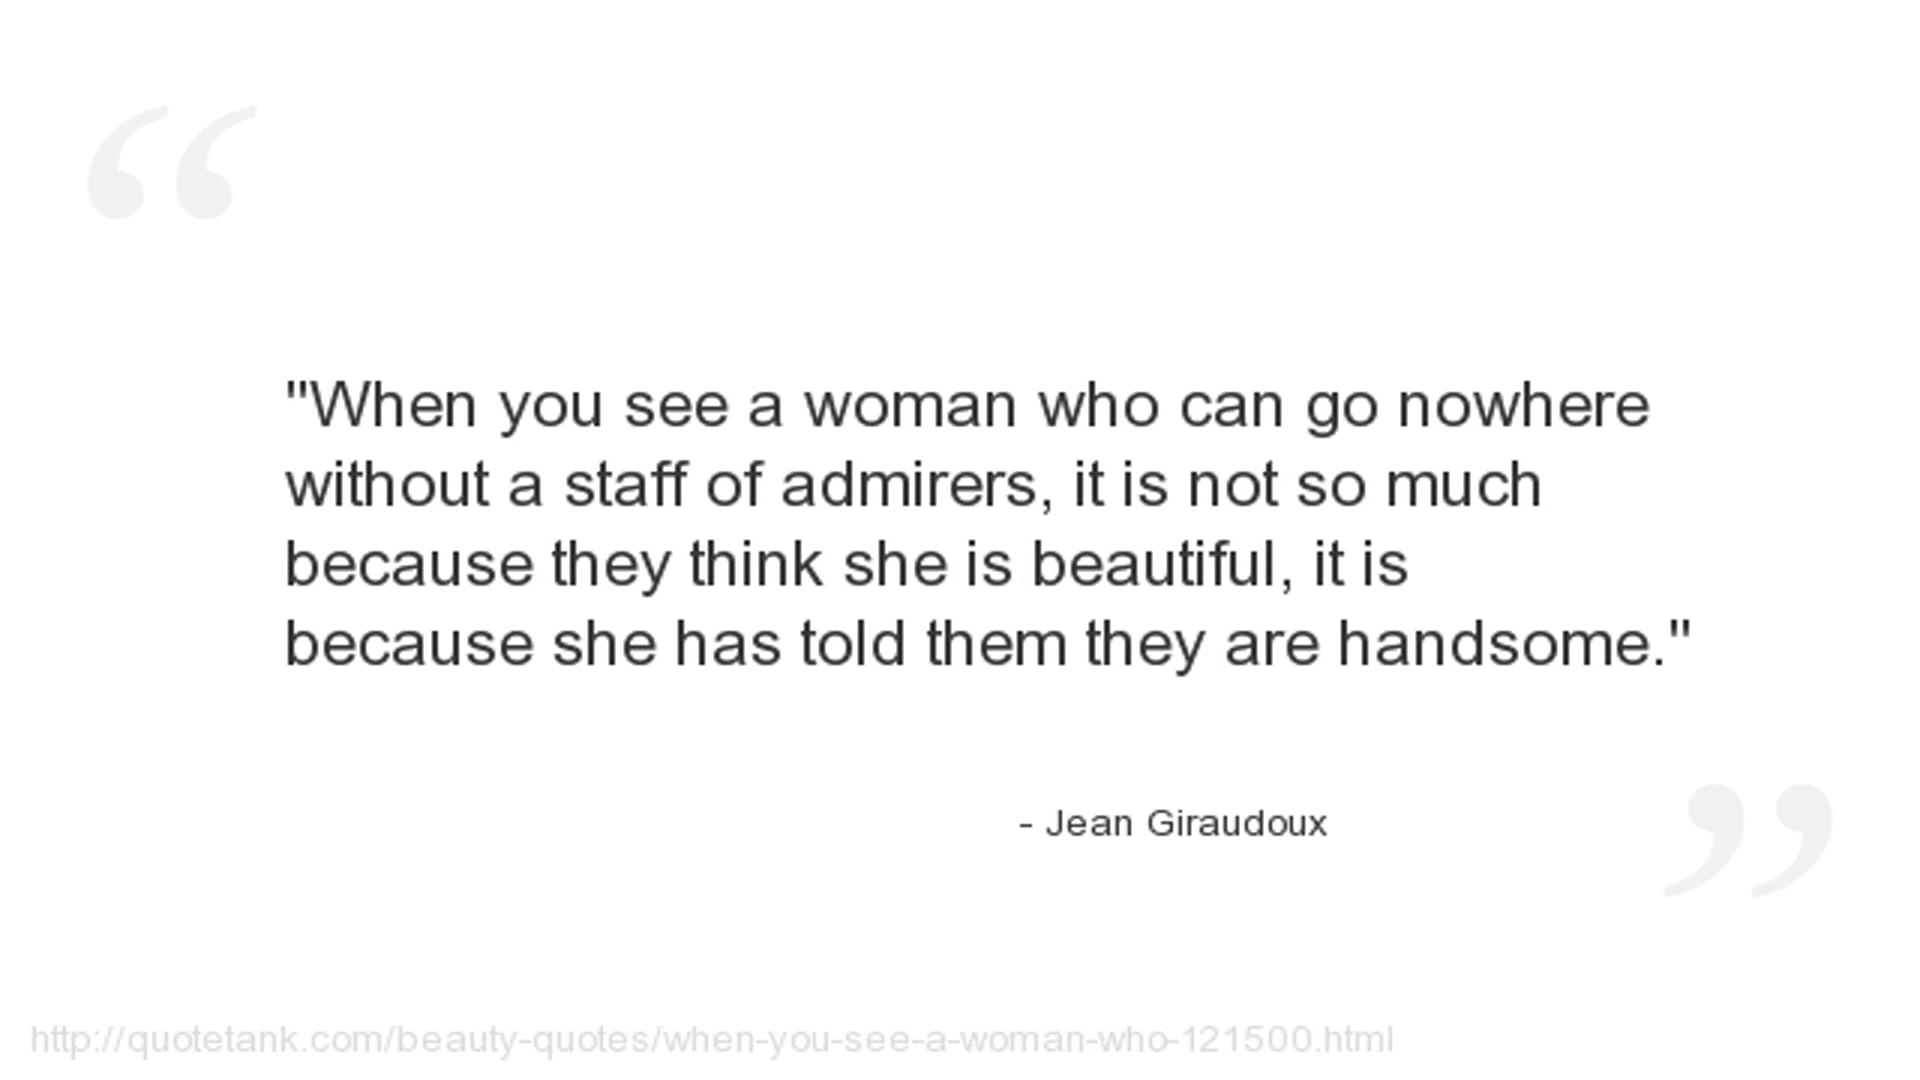 "When you see a woman who can go nowhere
without a staff of admirers, it is not so much
because they think she is beautiful, it is
because she has told them they are handsome."
- Jean Giraudoux
http://quotetank.com/beauty-quotes/when-you-see-a-woman-who-121500.html